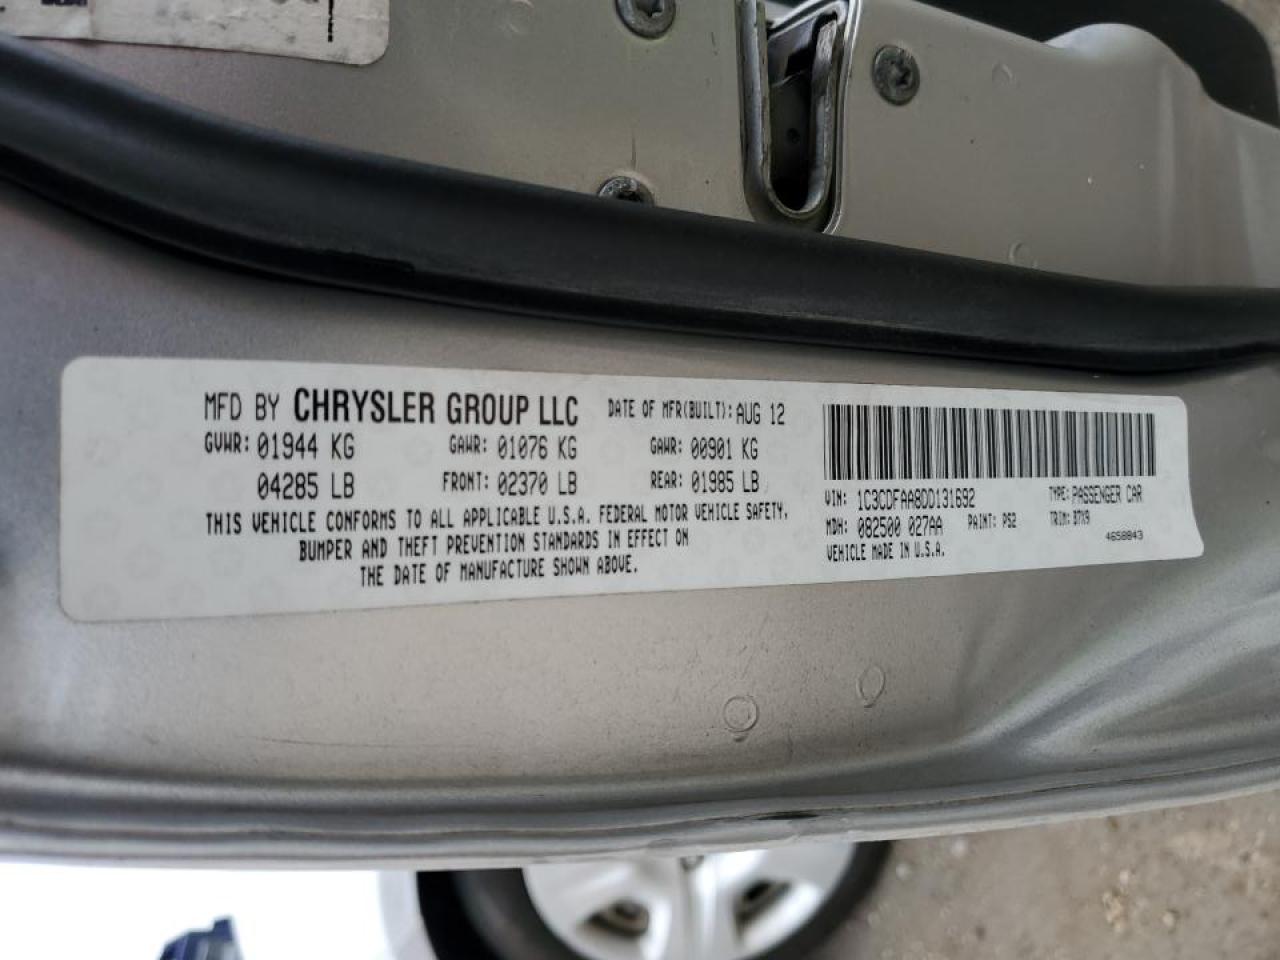 MFD BY CHRYSLER GROUP LLC DATE OF MFR(BUILT): AUG 12
GVWR: 01944 KG GAWR: 01076 KG GAWR: 00901 KG
04285 LB FRONT: 02370 LB REAR: 01985 LB
THIS VEHICLE CONFORMS TO ALL APPLICABLE U.S.A. FEDERAL MOTOR VEHICLE SAFETY,
BUMPER AND THEFT PREVENTION STANDARDS IN EFFECT ON
THE DATE OF MANUFACTURE SHOWN ABOVE.
VIN: 1C3CDFAA8DD131692 TYPE: PASSENGER CAR
MDH: 082500 027AA PAINT: PS2 TRIM: B7X9
VEHICLE MADE IN U.S.A. 4658843